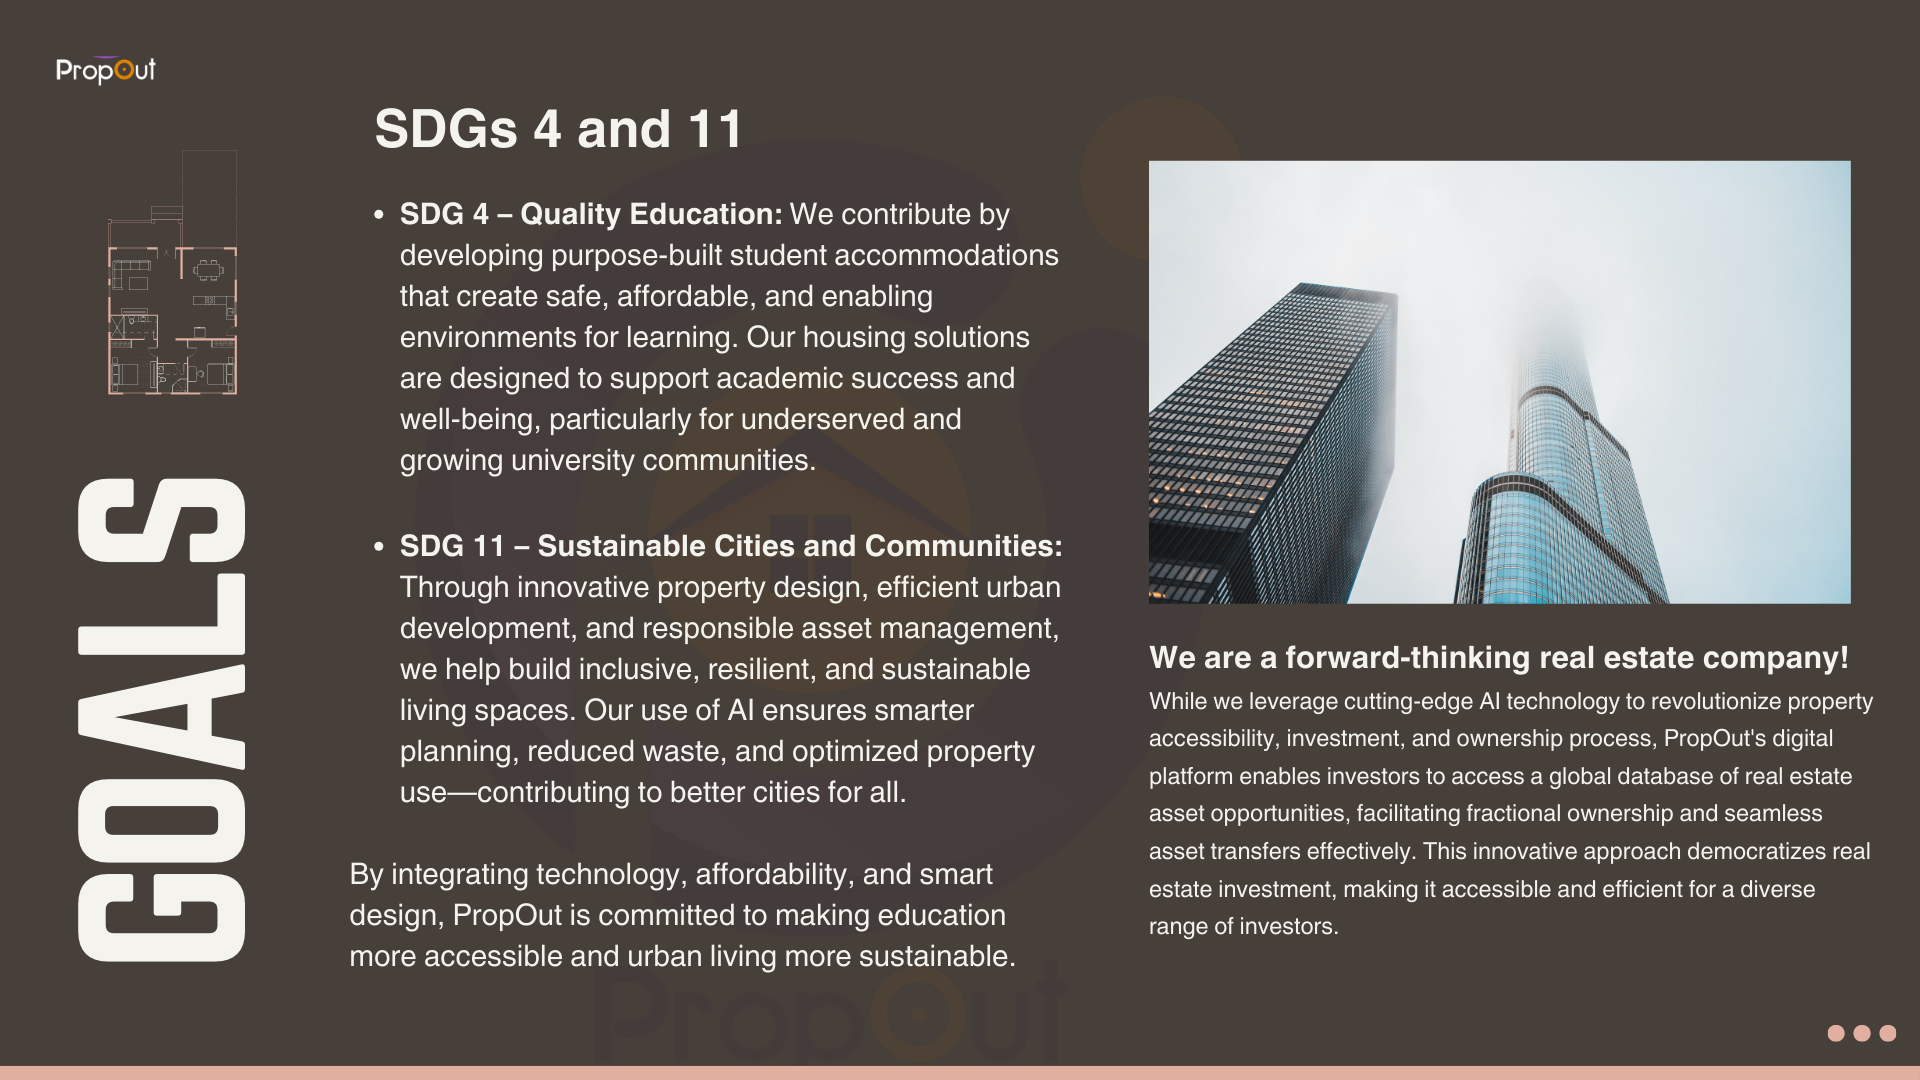 PropOut
SDGs 4 and 11
• SDG 4 – Quality Education: We contribute by
developing purpose-built student accommodations
that create safe, affordable, and enabling
environments for learning. Our housing solutions
are designed to support academic success and
well-being, particularly for underserved and
growing university communities.
• SDG 11 – Sustainable Cities and Communities:
Through innovative property design, efficient urban
development, and responsible asset management,
we help build inclusive, resilient, and sustainable
living spaces. Our use of AI ensures smarter
planning, reduced waste, and optimized property
use—contributing to better cities for all.
By integrating technology, affordability, and smart
design, PropOut is committed to making education
more accessible and urban living more sustainable.
GOALS
We are a forward-thinking real estate company!
While we leverage cutting-edge AI technology to revolutionize property
accessibility, investment, and ownership process, PropOut's digital
platform enables investors to access a global database of real estate
asset opportunities, facilitating fractional ownership and seamless
asset transfers effectively. This innovative approach democratizes real
estate investment, making it accessible and efficient for a diverse
range of investors.
PropOut